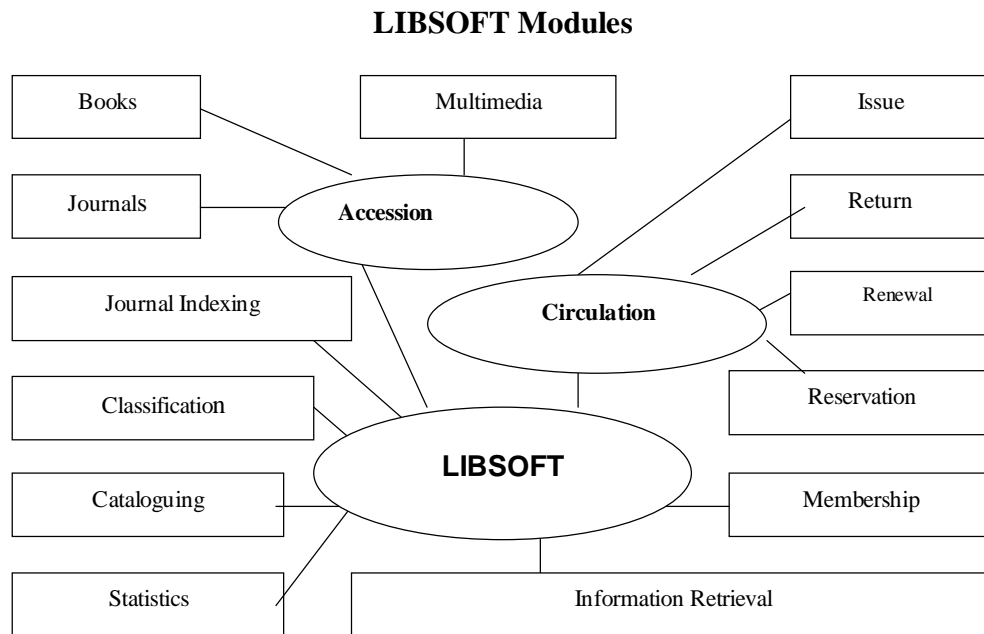 LIBSOFT Modules
Books
Multimedia
Issue
Journals
Accession
Return
Journal Indexing
Circulation
Renewal
Classification
Reservation
LIBSOFT
Cataloguing
Membership
Statistics
Information Retrieval